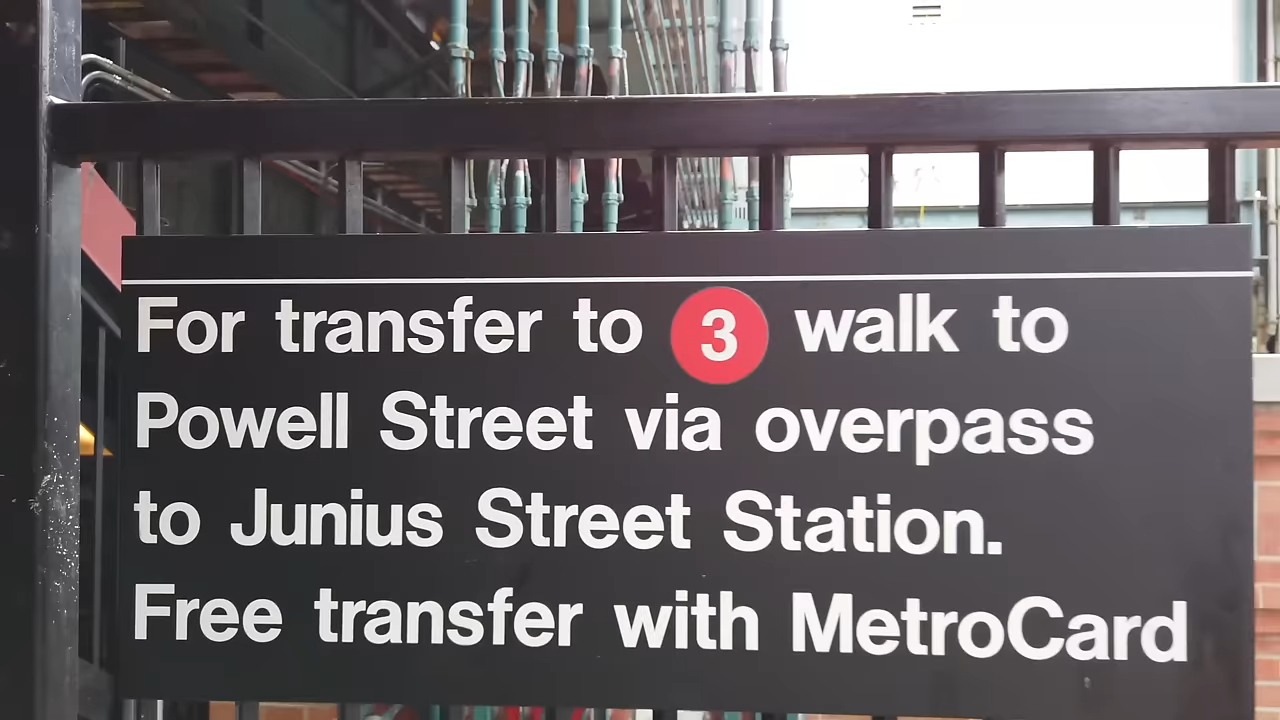 For transfer to 3 walk to
Powell Street via overpass
to Junius Street Station.
Free transfer with MetroCard